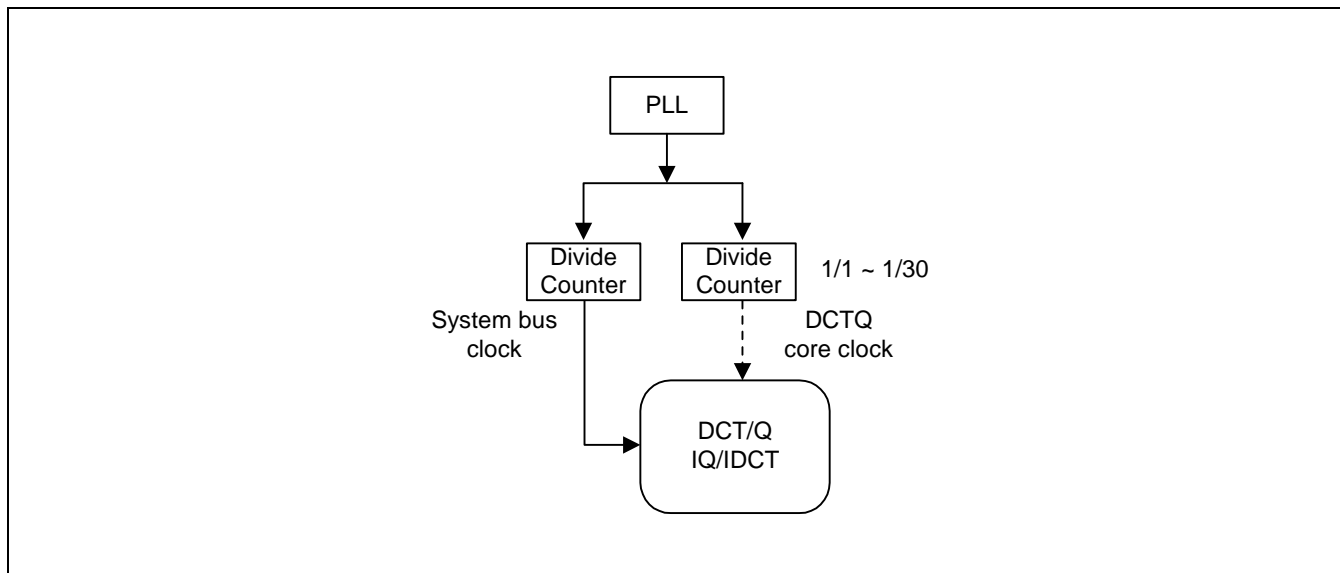 PLL
Divide
Counter
Divide
Counter
1/1 ~ 1/30
System bus
clock
DCTQ
core clock
DCT/Q
IQ/IDCT